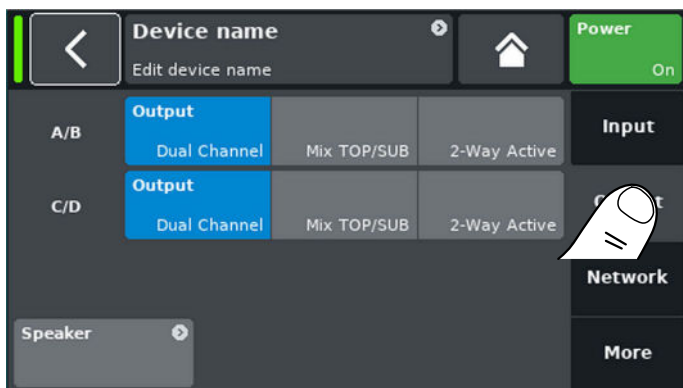 Device name
Edit device name
Power
On
A/B
Output
Dual Channel
Mix TOP/SUB
2-Way Active
Input
C/D
Output
Dual Channel
Mix TOP/SUB
2-Way Active
Network
Speaker
More